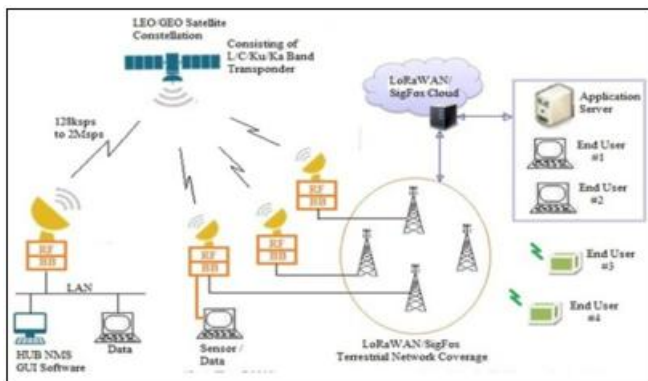 LEO/GEO Satellite
Constellation
Consisting of
L/C/Ku/Ka Band
Transponder
128ksps
to 2Msps
LoRaWAN/
SigFox Cloud
Application
Server
End User
#1
End User
#2
End User
#3
End User
#4
RF
BB
RF
BB
RF
BB
RF
BB
LAN
HUB NMS
GUI Software
Data
Sensor /
Data
LoRaWAN/SigFox
Terrestrial Network Coverage